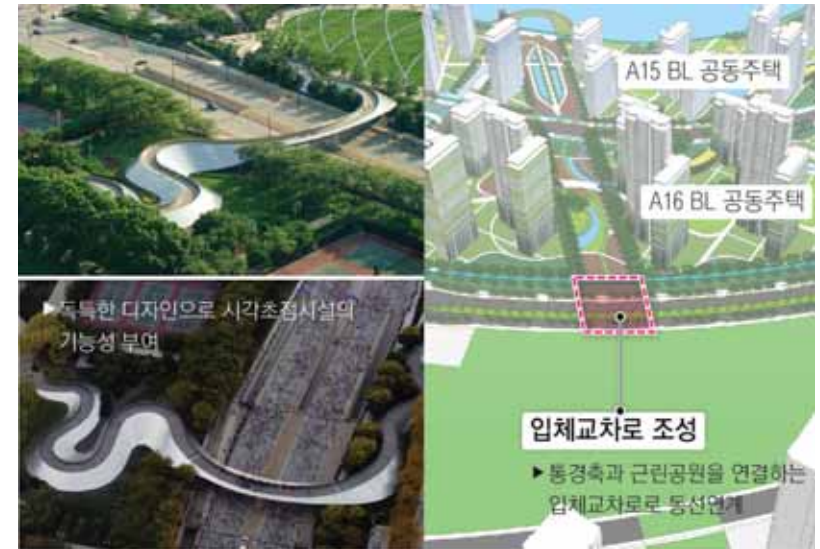 ▶독특한 디자인으로 시각초점시설의
기능성 부여
A15 BL 공동주택
A16 BL 공동주택
입체교차로 조성
▶통경축과 근린공원을 연결하는
입체교차로로 동선연계